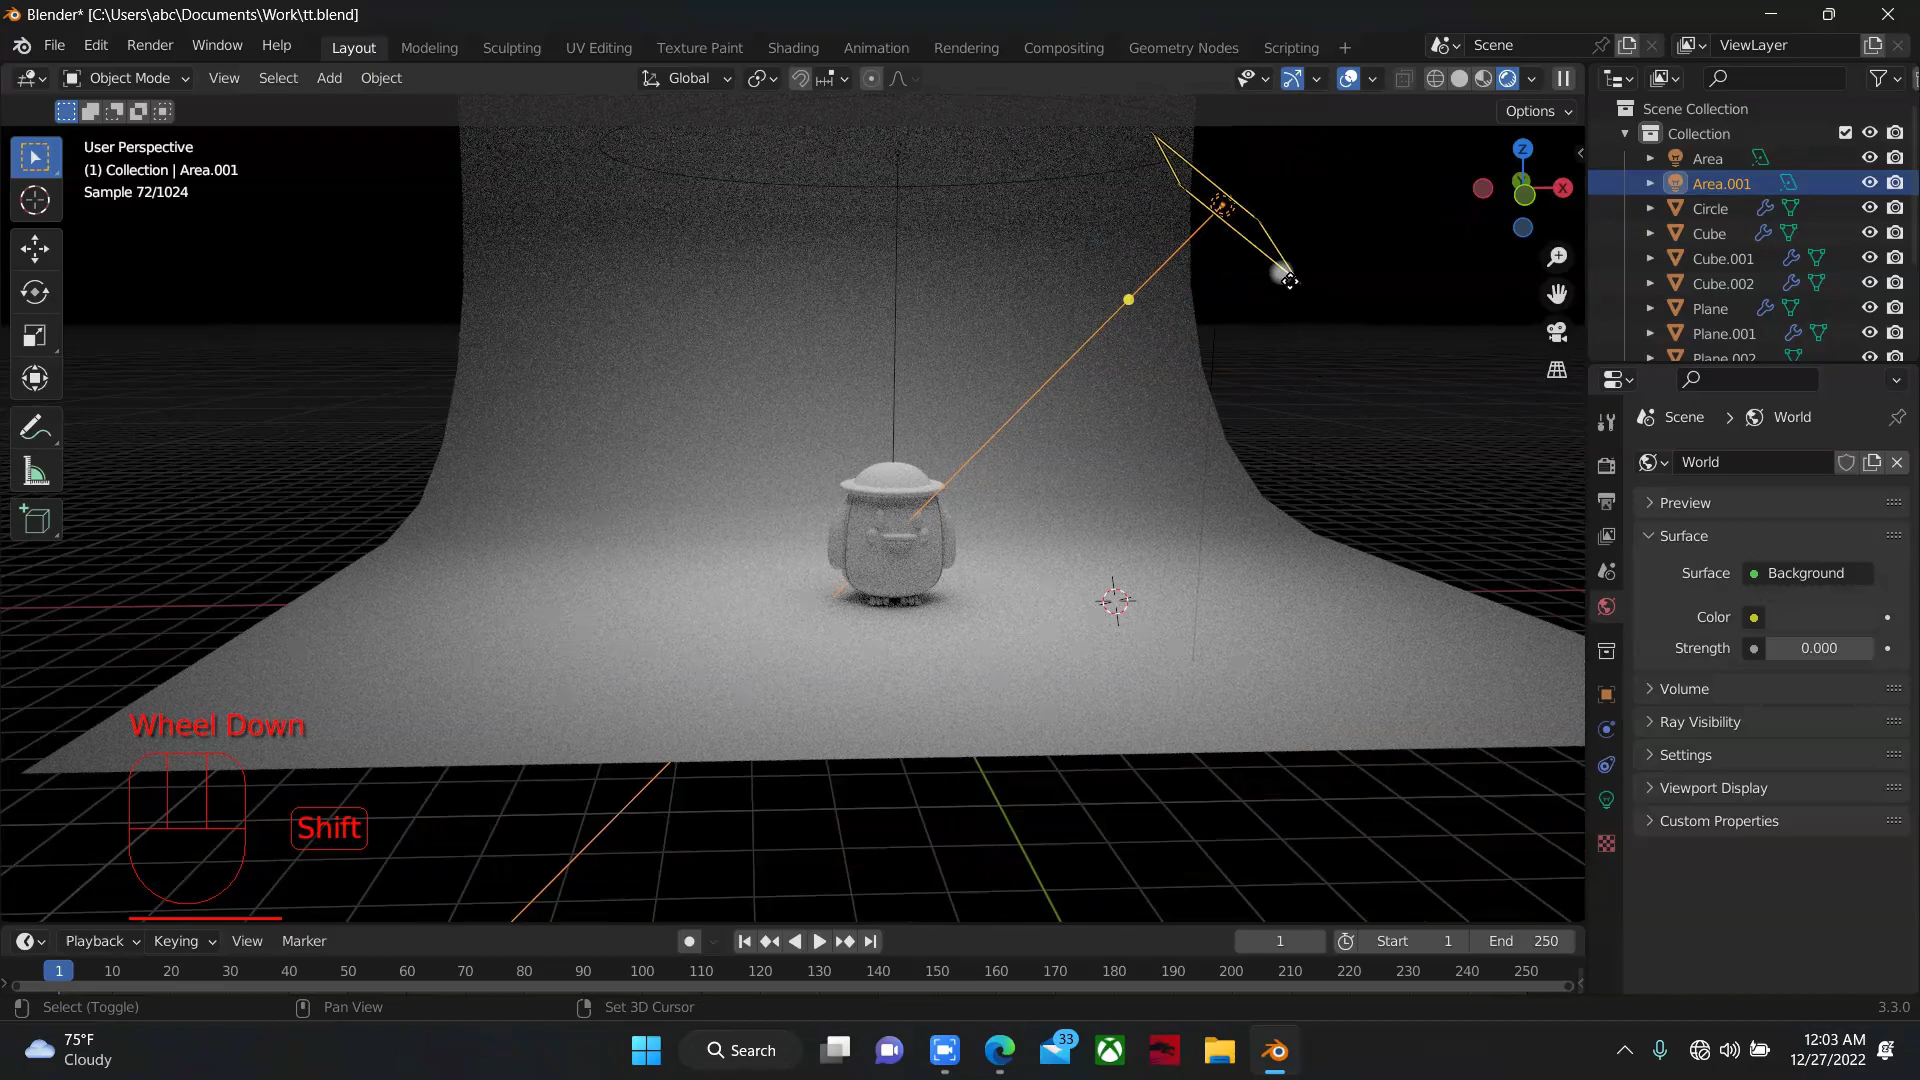 Blender* [C:\Users\abc\Documents\Work\tt.blend]
File Edit Render Window Help Layout Modeling Sculpting UV Editing Texture Paint Shading Animation Rendering Compositing Geometry Nodes Scripting + Scene ViewLayer
Object Mode View Select Add Object Global
Options
User Perspective
(1) Collection | Area.001
Sample 72/1024
Z
X
Scene Collection
Collection
Area
Area.001
Circle
Cube
Cube.001
Cube.002
Plane
Plane.001
Plane.002
Scene > World
World
Preview
Surface
Surface Background
Color
Strength 0.000
Volume
Ray Visibility
Settings
Viewport Display
Custom Properties
Wheel Down
Shift
Playback Keying View Marker 1 Start 1 End 250
1 10 20 30 40 50 60 70 80 90 100 110 120 130 140 150 160 170 180 190 200 210 220 230 240 250
Select (Toggle) Pan View Set 3D Cursor 3.3.0
75°F
Cloudy
Search
33
12:03 AM
12/27/2022